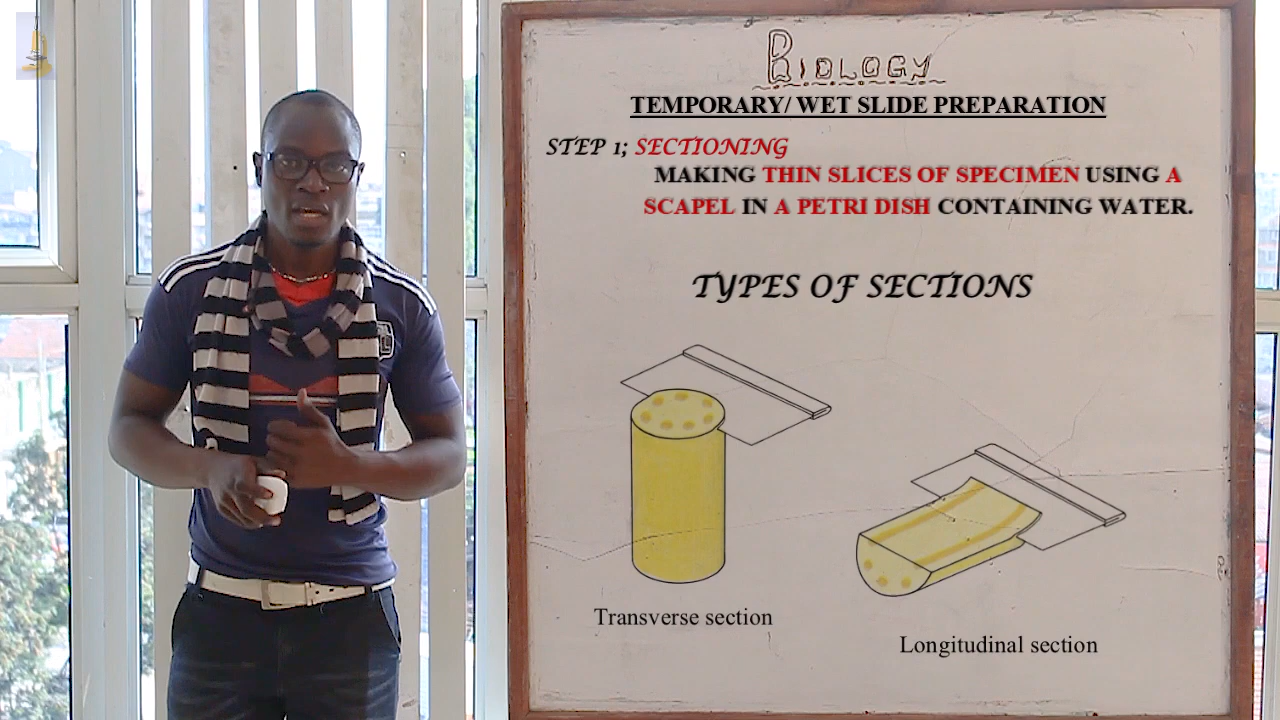 BIOLOGY
TEMPORARY/ WET SLIDE PREPARATION
STEP 1; SECTIONING
MAKING THIN SLICES OF SPECIMEN USING A
SCAPEL IN A PETRI DISH CONTAINING WATER.
TYPES OF SECTIONS
Transverse section
Longitudinal section